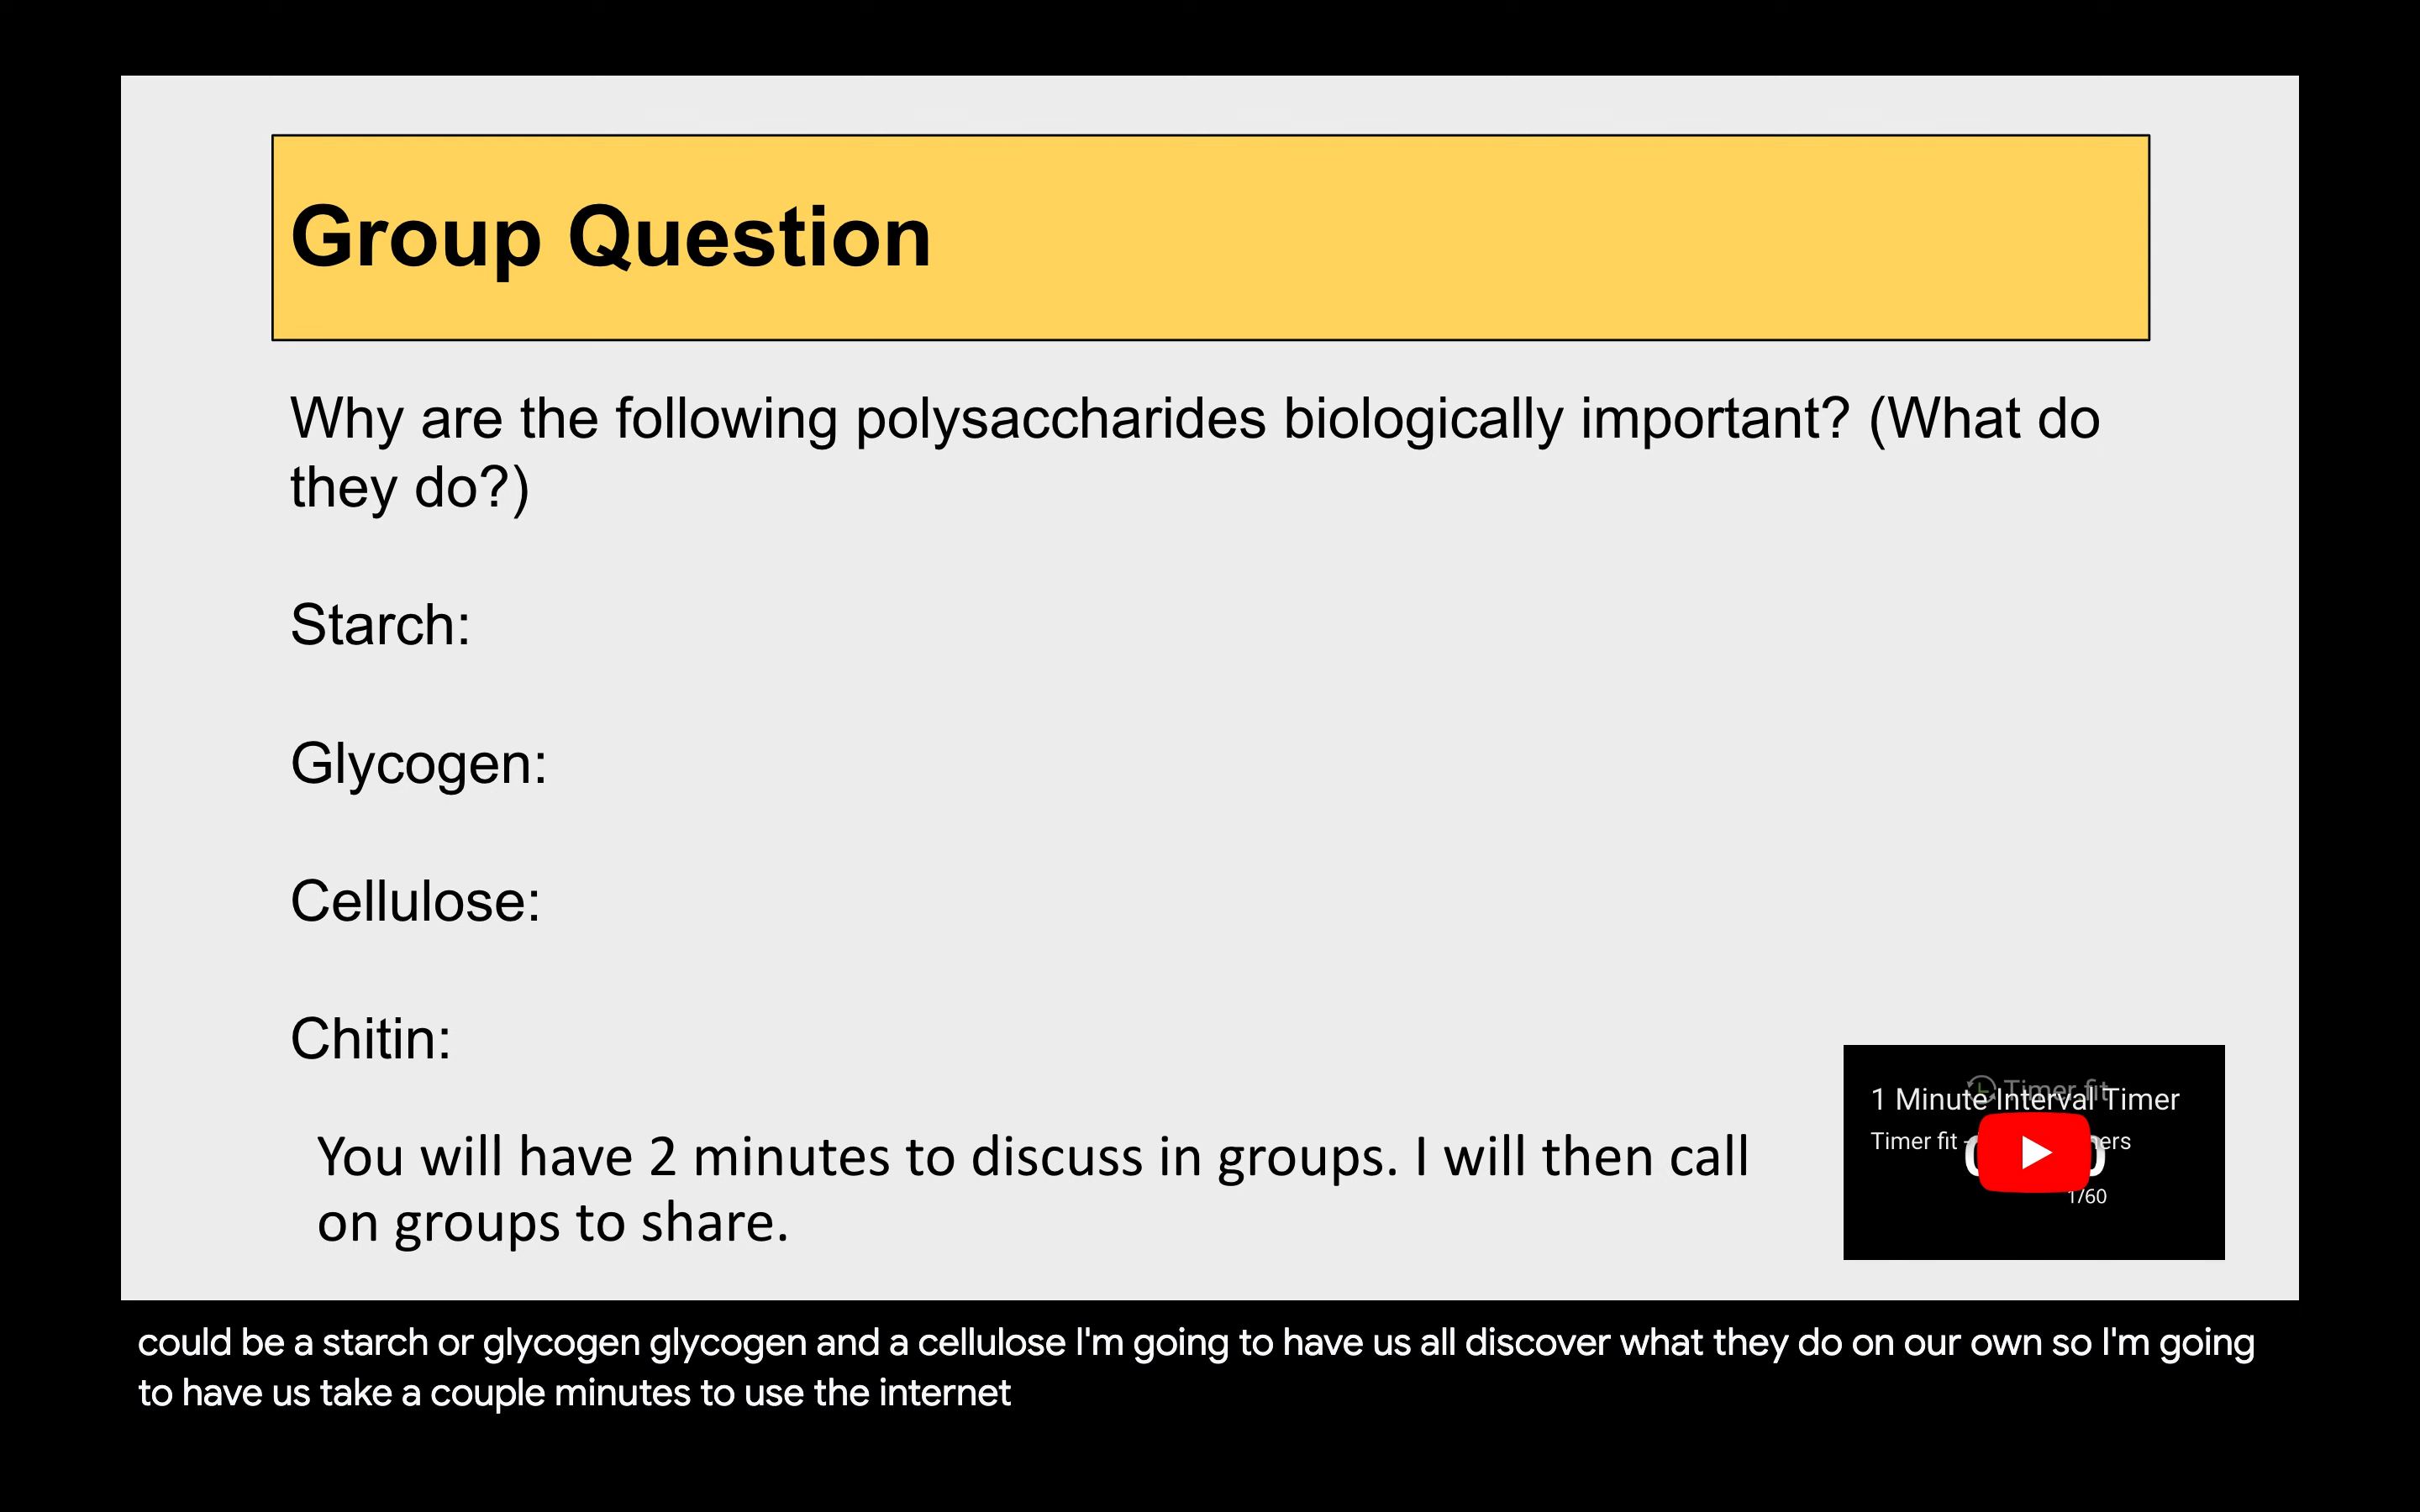 Group Question
Why are the following polysaccharides biologically important? (What do
they do?)
Starch:
Glycogen:
Cellulose:
Chitin:
You will have 2 minutes to discuss in groups. I will then call
on groups to share.
Timer fit
1 Minute Interval Timer
Timer fit
1/60
could be a starch or glycogen glycogen and a cellulose I'm going to have us all discover what they do on our own so I'm going
to have us take a couple minutes to use the internet